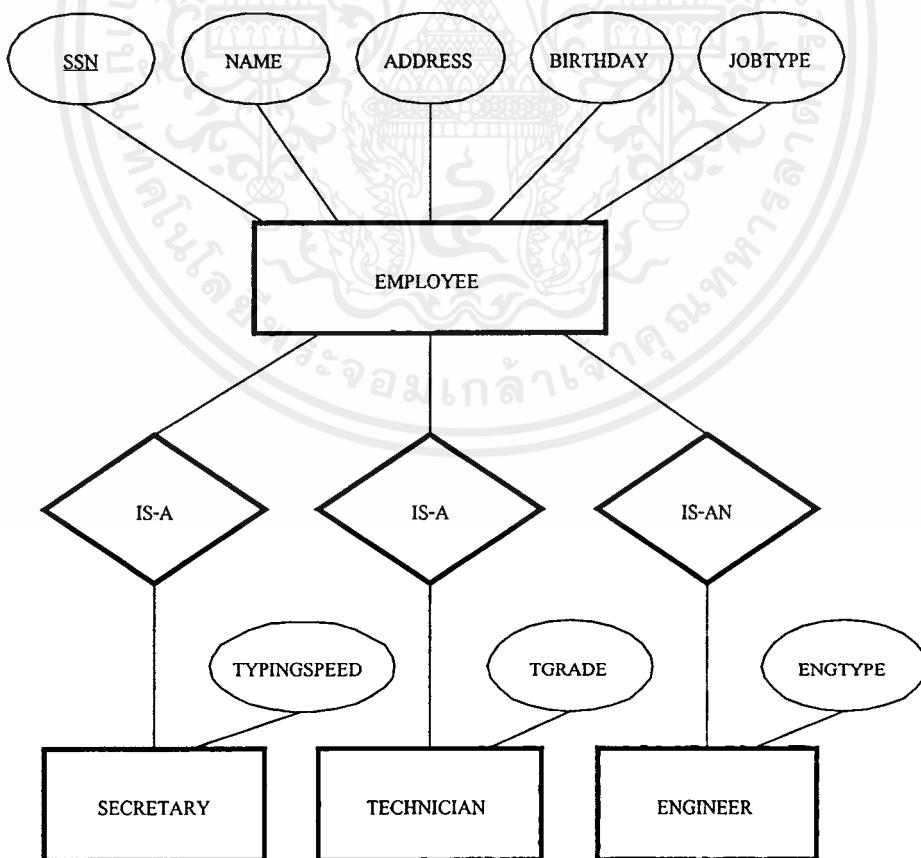 SSN
NAME
ADDRESS
BIRTHDAY
JOBTYPE
EMPLOYEE
IS-A
IS-A
IS-AN
TYPINGSPEED
TGRADE
ENGTYPE
SECRETARY
TECHNICIAN
ENGINEER